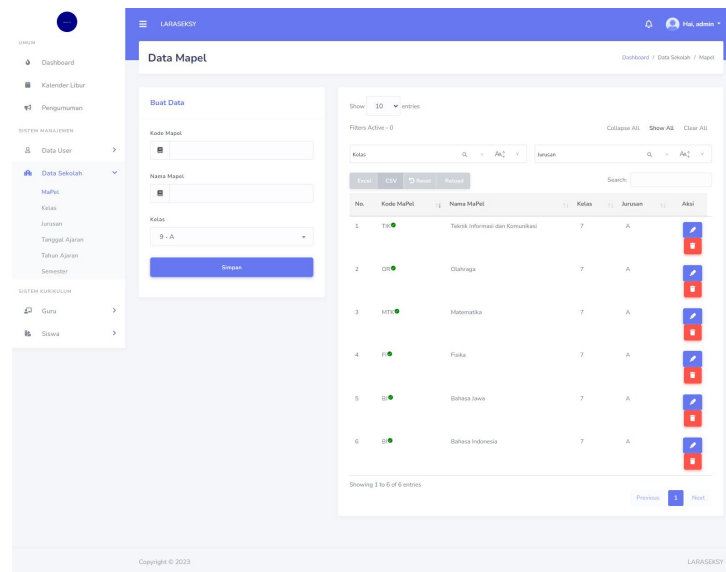 LARASEKSY
Hai, admin
UMUM
Dashboard
Kalender Libur
Pengumuman
SISTEM MANAJEMEN
Data User
Data Sekolah
MaPel
Kelas
Jurusan
Tanggal Ajaran
Tahun Ajaran
Semester
SISTEM KURIKULUM
Guru
Siswa
Data Mapel
Dashboard / Data Sekolah / Mapel
Buat Data
Kode Mapel
Nama Mapel
Kelas
9 - A
Simpan
Show 10 entries
Filters Active - 0
Collapse All Show All Clear All
Kelas
Jurusan
Excel CSV Reset Reload
Search:
No. Kode MaPel Nama MaPel Kelas Jurusan Aksi
1 TIK Teknik Informasi dan Komunikasi 7 A
2 OR Olahraga 7 A
3 MTK Matematika 7 A
4 FI Fisika 7 A
5 BJ Bahasa Jawa 7 A
6 BI Bahasa Indonesia 7 A
Showing 1 to 6 of 6 entries
Previous 1 Next
Copyright © 2023
LARASEKSY